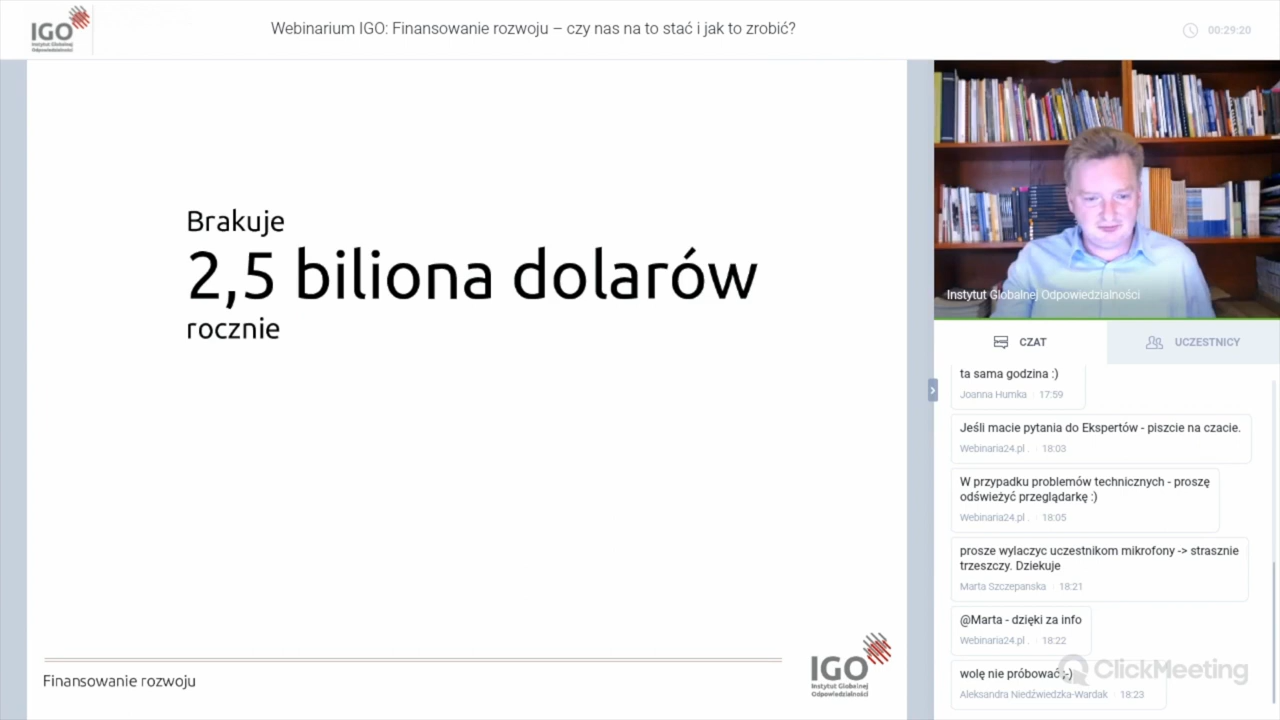 IGO
Instytut Globalnej
Odpowiedzialności
Webinarium IGO: Finansowanie rozwoju – czy nas na to stać i jak to zrobić?
00:29:20
Brakuje
2,5 biliona dolarów
rocznie
Finansowanie rozwoju
IGO
Instytut Globalnej
Odpowiedzialności
Instytut Globalnej Odpowiedzialności
CZAT
UCZESTNICY
ta sama godzina :)
Joanna Humka 17:59
Jeśli macie pytania do Ekspertów - piszcie na czacie.
Webinaria24.pl . 18:03
W przypadku problemów technicznych - proszę
odświeżyć przeglądarkę :)
Webinaria24.pl . 18:05
prosze wylaczyc uczestnikom mikrofony -> strasznie
trzeszczy. Dziekuje
Marta Szczepanska 18:21
@Marta - dzięki za info
Webinaria24.pl . 18:22
wolę nie próbować ;-)
Aleksandra Niedźwiedzka-Wardak 18:23
ClickMeeting